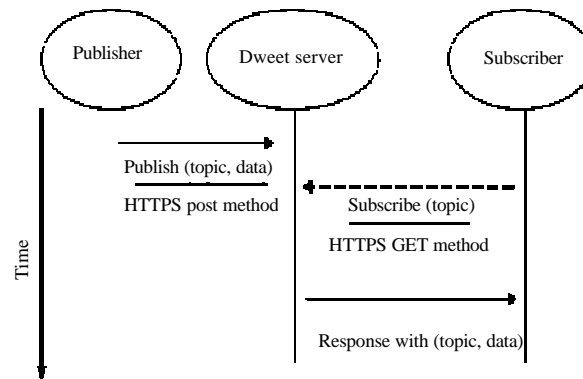 Publisher
Dweet server
Subscriber
Publish (topic, data)
HTTPS post method
Subscribe (topic)
HTTPS GET method
Time
Response with (topic, data)